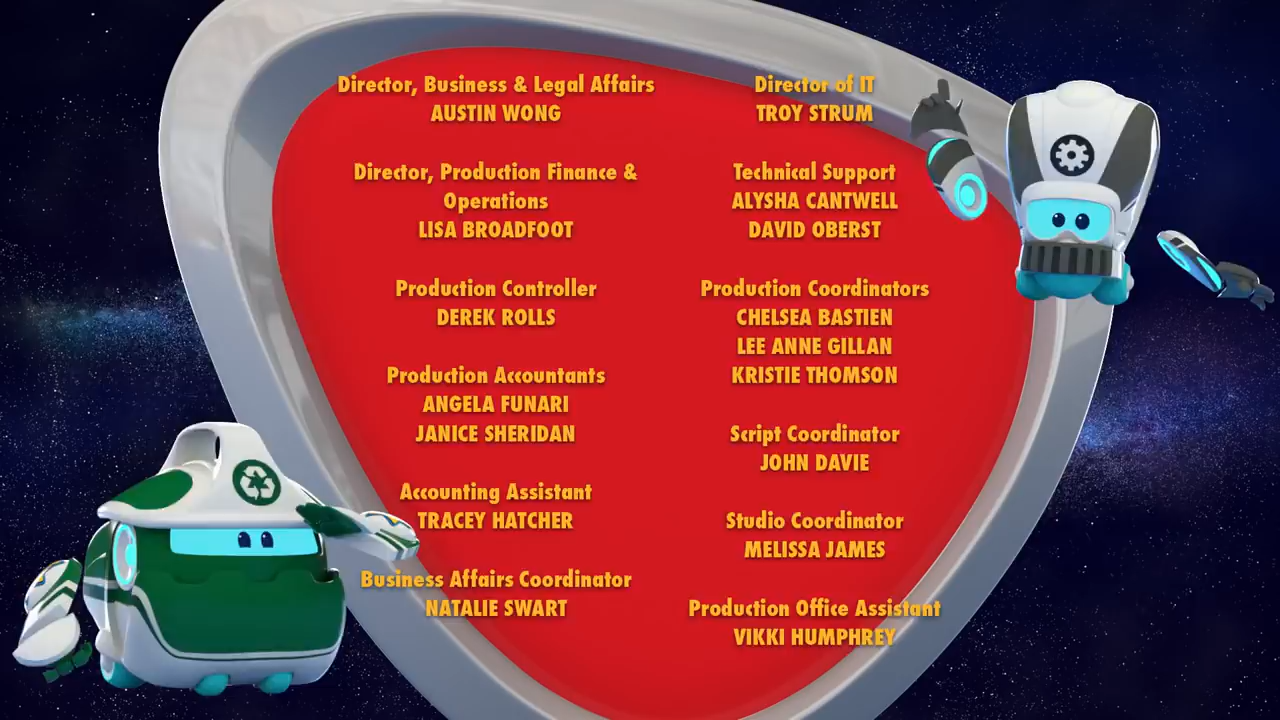 Director, Business & Legal Affairs
AUSTIN WONG
Director, Production Finance &
Operations
LISA BROADFOOT
Production Controller
DEREK ROLLS
Production Accountants
ANGELA FUNARI
JANICE SHERIDAN
Accounting Assistant
TRACEY HATCHER
Business Affairs Coordinator
NATALIE SWART
Director of IT
TROY STRUM
Technical Support
ALYSHA CANTWELL
DAVID OBERST
Production Coordinators
CHELSEA BASTIEN
LEE ANNE GILLAN
KRISTIE THOMSON
Script Coordinator
JOHN DAVIE
Studio Coordinator
MELISSA JAMES
Production Office Assistant
VIKKI HUMPHREY